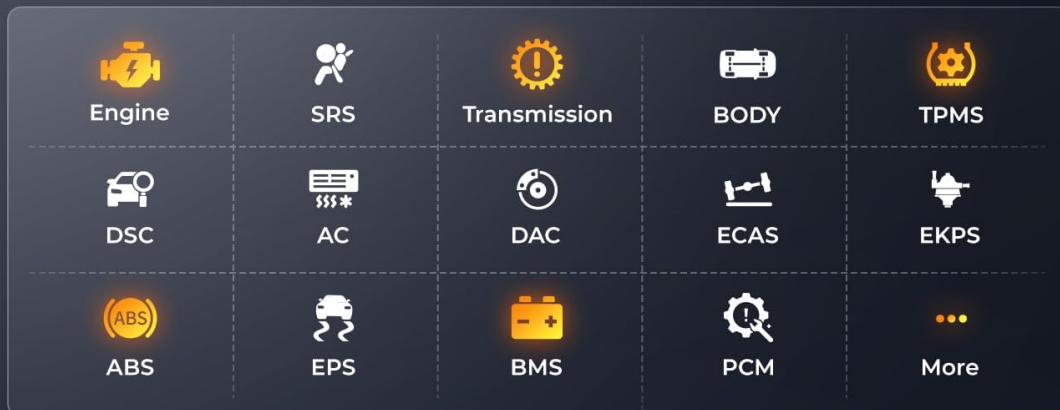 Engine
SRS
Transmission
BODY
TPMS
DSC
AC
DAC
ECAS
EKPS
ABS
ABS
EPS
BMS
PCM
More